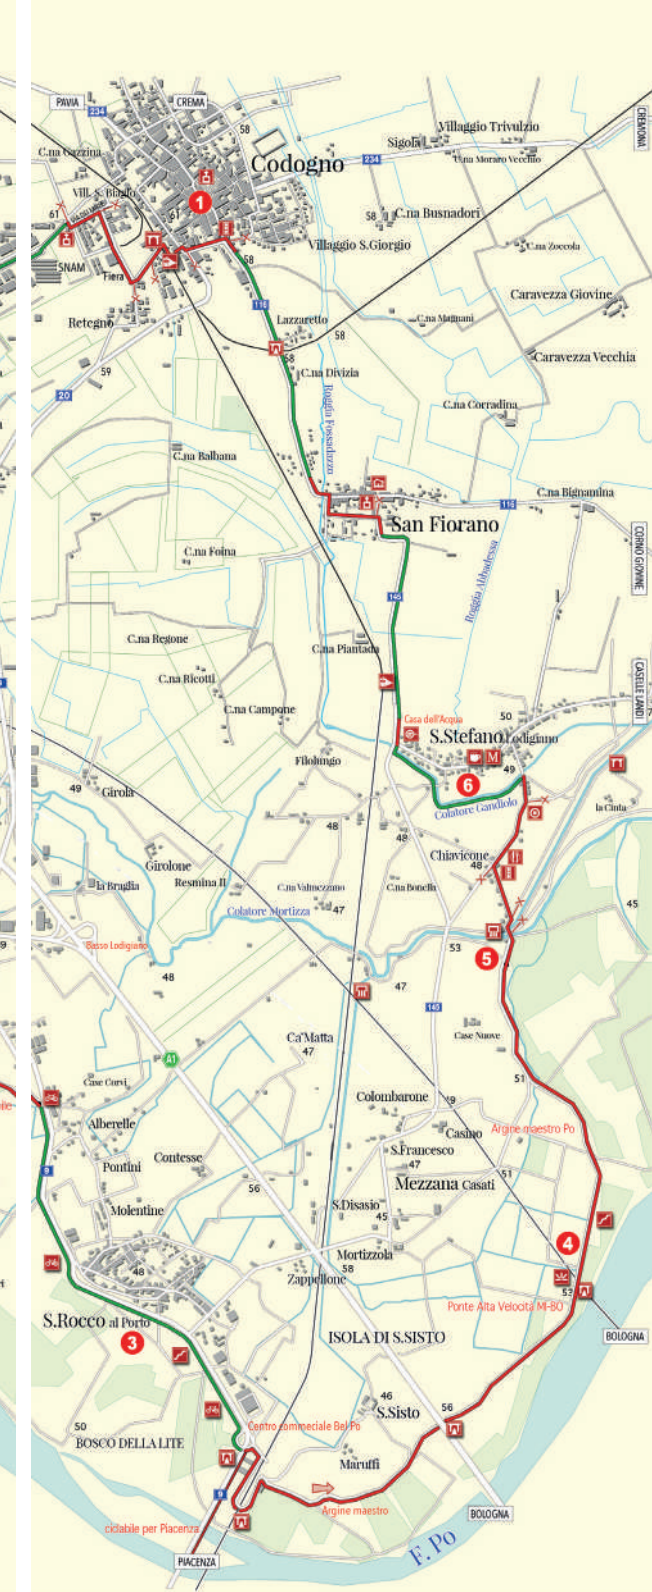 PAVIA
CREMA
234
58
CREMONA
Villaggio Trivulzio
Sigola
C.na Gazzina
Codogno
234
C.na Moraro Vecchio
Vill. S. Biagio
1
61
61
58
C.na Busnadori
SNAM
Fiera
58
Villaggio S.Giorgio
C.na Zoccola
116
Caravezza Giovine
Retegno
Lazzaretto
58
C.na Magnani
58
59
Caravezza Vecchia
C.na Divizia
20
Roggia Fossadazzo
C.na Corradina
C.na Balbana
C.na Bignamina
116
San Fiorano
CORNO GIOVINE
C.na Foina
Roggia Abbadessa
145
C.na Regone
C.na Piantada
C.na Ricotti
CASELLE LANDI
C.na Campone
50
Casa dell'Acqua
S.Stefano Lodigiano
M
Filolungo
49
6
49
Girola
Colatore Gandiolo
la Cinta
48
48
Chiavicone
48
Girolone
la Braglia
Resmina II
C.na Valmezzano
C.na Bonella
47
45
Colatore Mortizza
Basso Lodigiano
53
5
48
47
145
Ca'Matta
47
Case Nuove
A1
51
Case Corvi
Colombarone
49
Alberelle
Casino
Argine maestro Po
Pontini
Contesse
S.Francesco
47
51
9
56
Mezzana Casati
Molentine
S.Disasio
45
4
Mortizzola
48
58
Zappellone
53
Ponte Alta Velocità MI-BO
S.Rocco al Porto
3
ISOLA DI S.SISTO
BOLOGNA
46
S.Sisto
56
50
Centro commeciale Bel Po
BOSCO DELLA LITE
Maruffi
9
Argine maestro
BOLOGNA
ciclabile per Piacenza
F. Po
PIACENZA